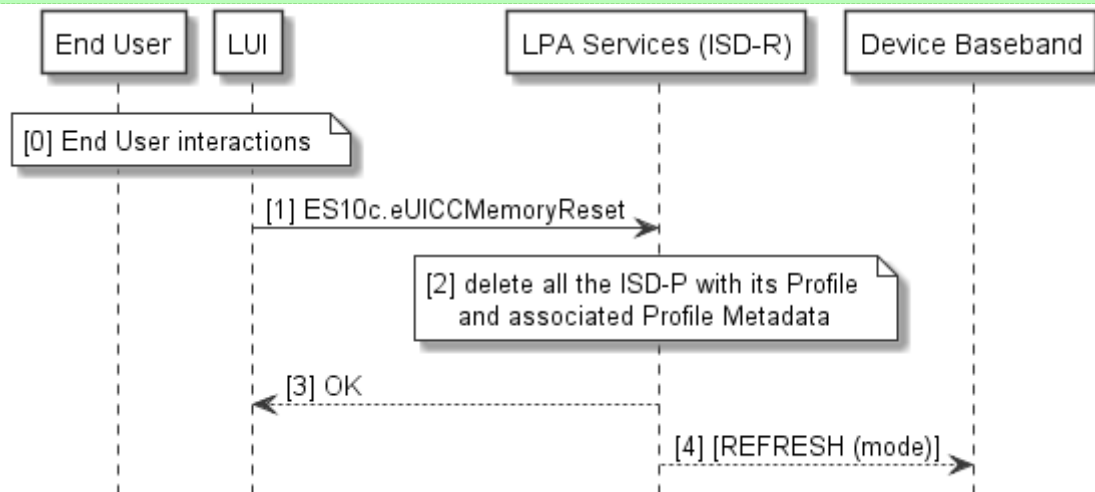 End User
LUI
LPA Services (ISD-R)
Device Baseband
[0] End User interactions
[1] ES10c.eUICCMemoryReset
[2] delete all the ISD-P with its Profile
and associated Profile Metadata
[3] OK
[4] [REFRESH (mode)]